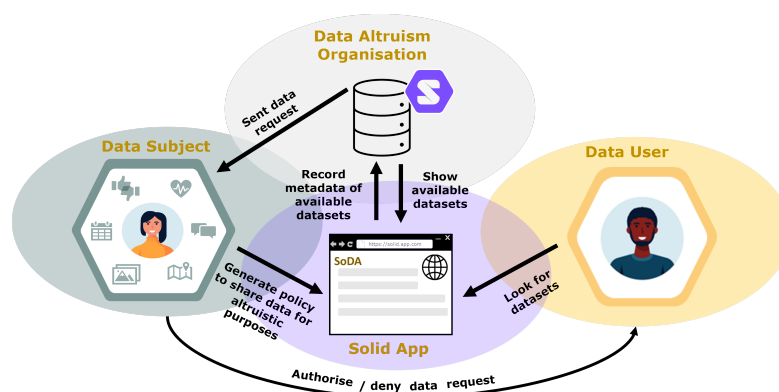 Data Altruism
Organisation
Sent data
request
Data Subject
Data User
Record
metadata of
available
datasets
Show
available
datasets
https://solid.app.com
X
SoDA
Generate policy
to share data for
altruistic
purposes
Look for
datasets
Solid App
Authorise / deny data request